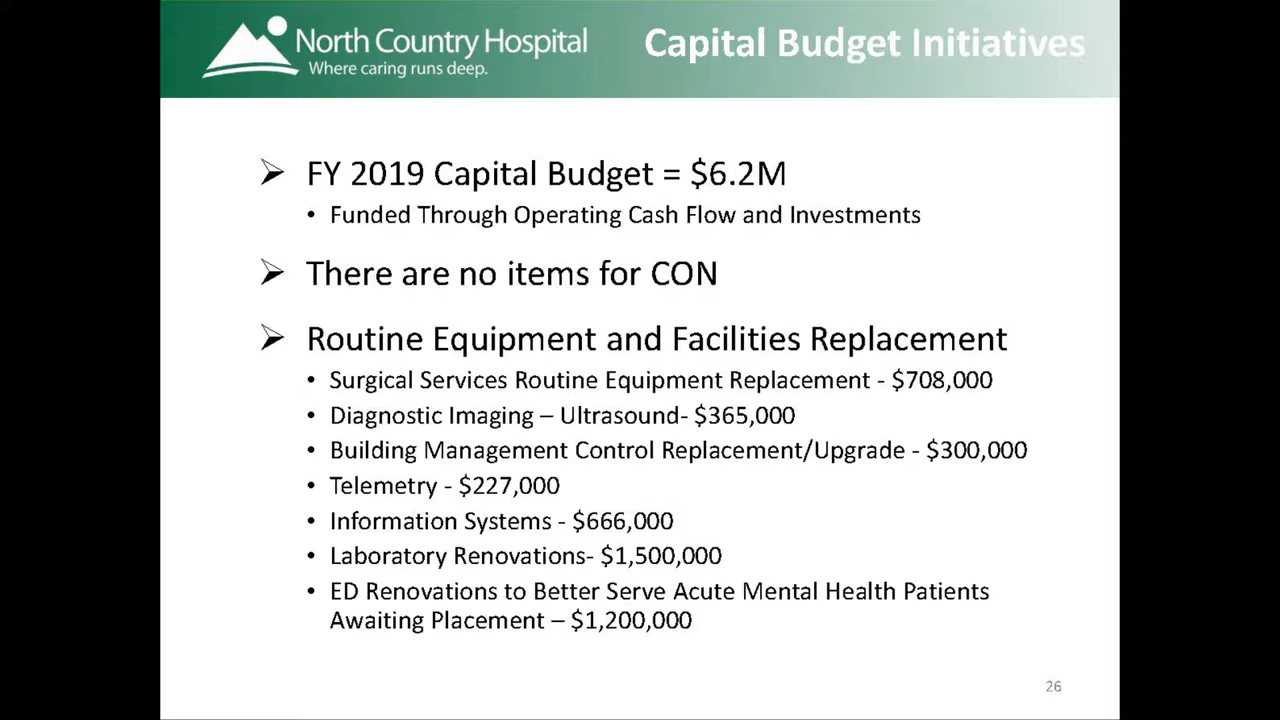 North Country Hospital
Where caring runs deep.
Capital Budget Initiatives
➢ FY 2019 Capital Budget = $6.2M
• Funded Through Operating Cash Flow and Investments
➢ There are no items for CON
➢ Routine Equipment and Facilities Replacement
• Surgical Services Routine Equipment Replacement - $708,000
• Diagnostic Imaging – Ultrasound- $365,000
• Building Management Control Replacement/Upgrade - $300,000
• Telemetry - $227,000
• Information Systems - $666,000
• Laboratory Renovations- $1,500,000
• ED Renovations to Better Serve Acute Mental Health Patients
Awaiting Placement – $1,200,000
26